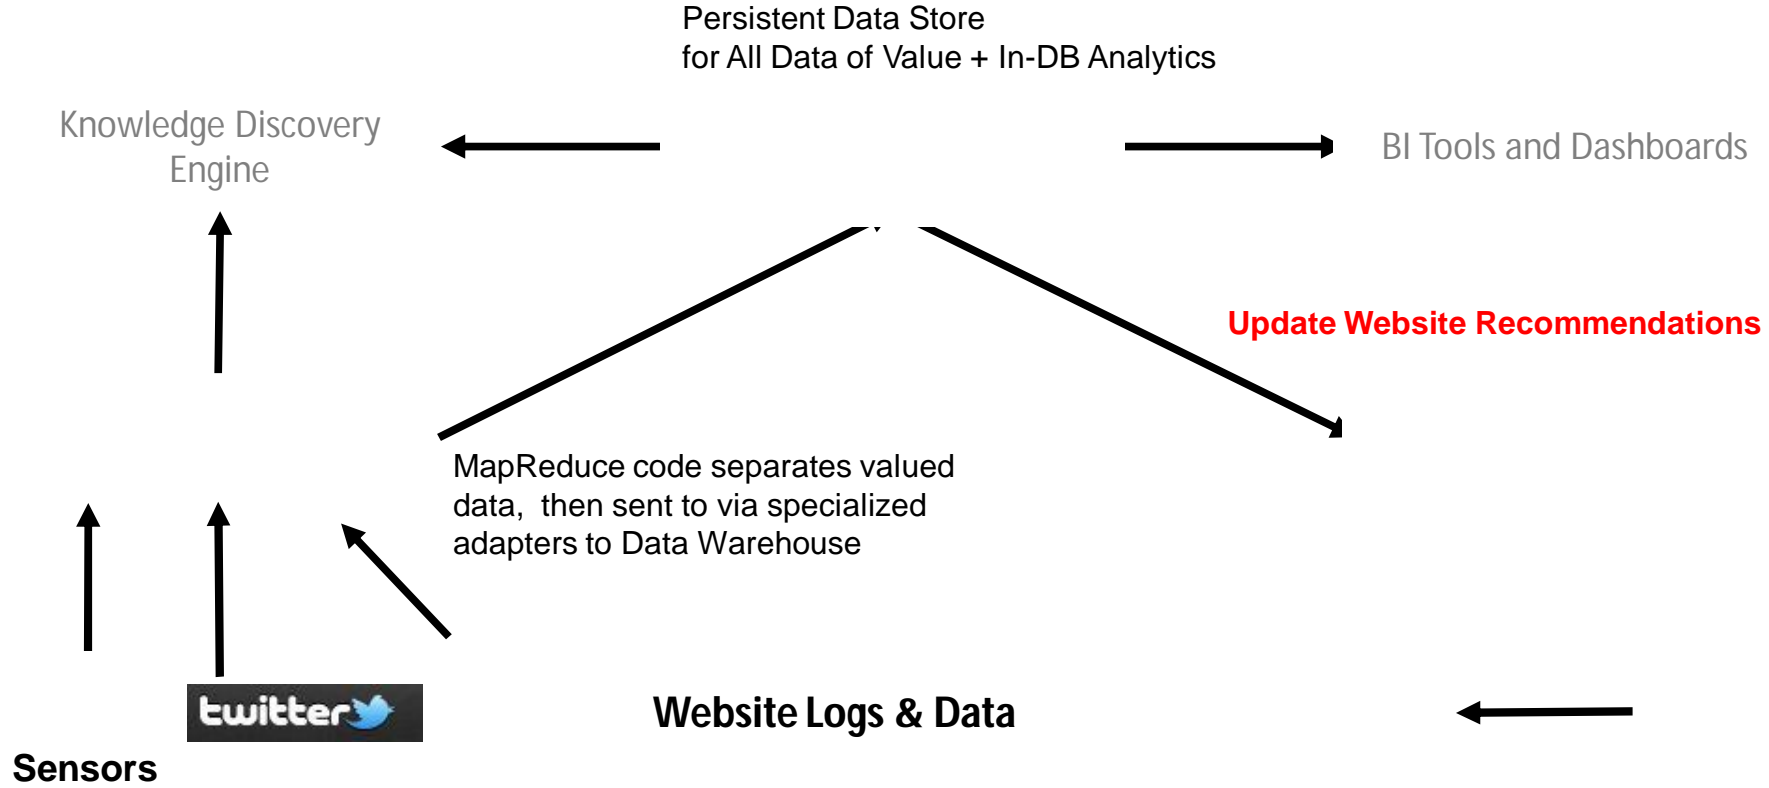 Persistent Data Store
for All Data of Value + In-DB Analytics
Knowledge Discovery
Engine
BI Tools and Dashboards
Update Website Recommendations
MapReduce code separates valued
data, then sent to via specialized
adapters to Data Warehouse
twitter
Website Logs & Data
Sensors